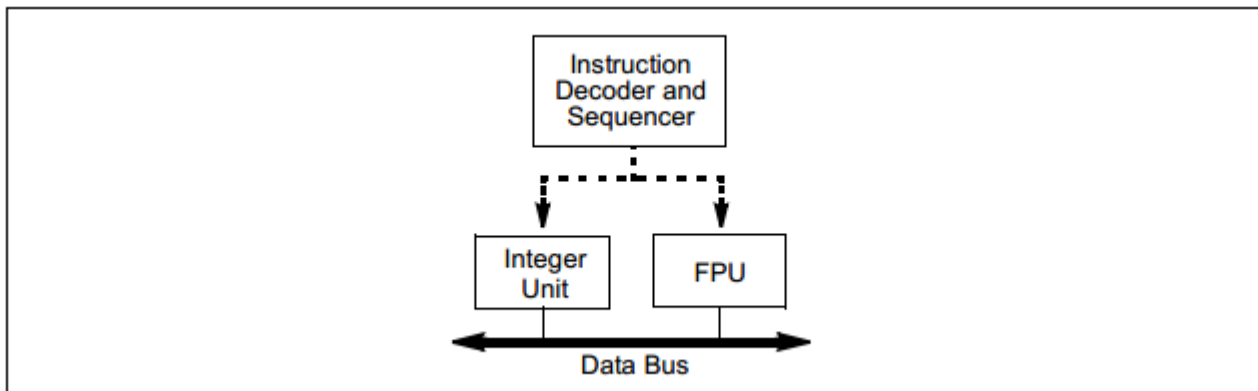 Instruction
Decoder and
Sequencer
Integer
Unit
FPU
Data Bus